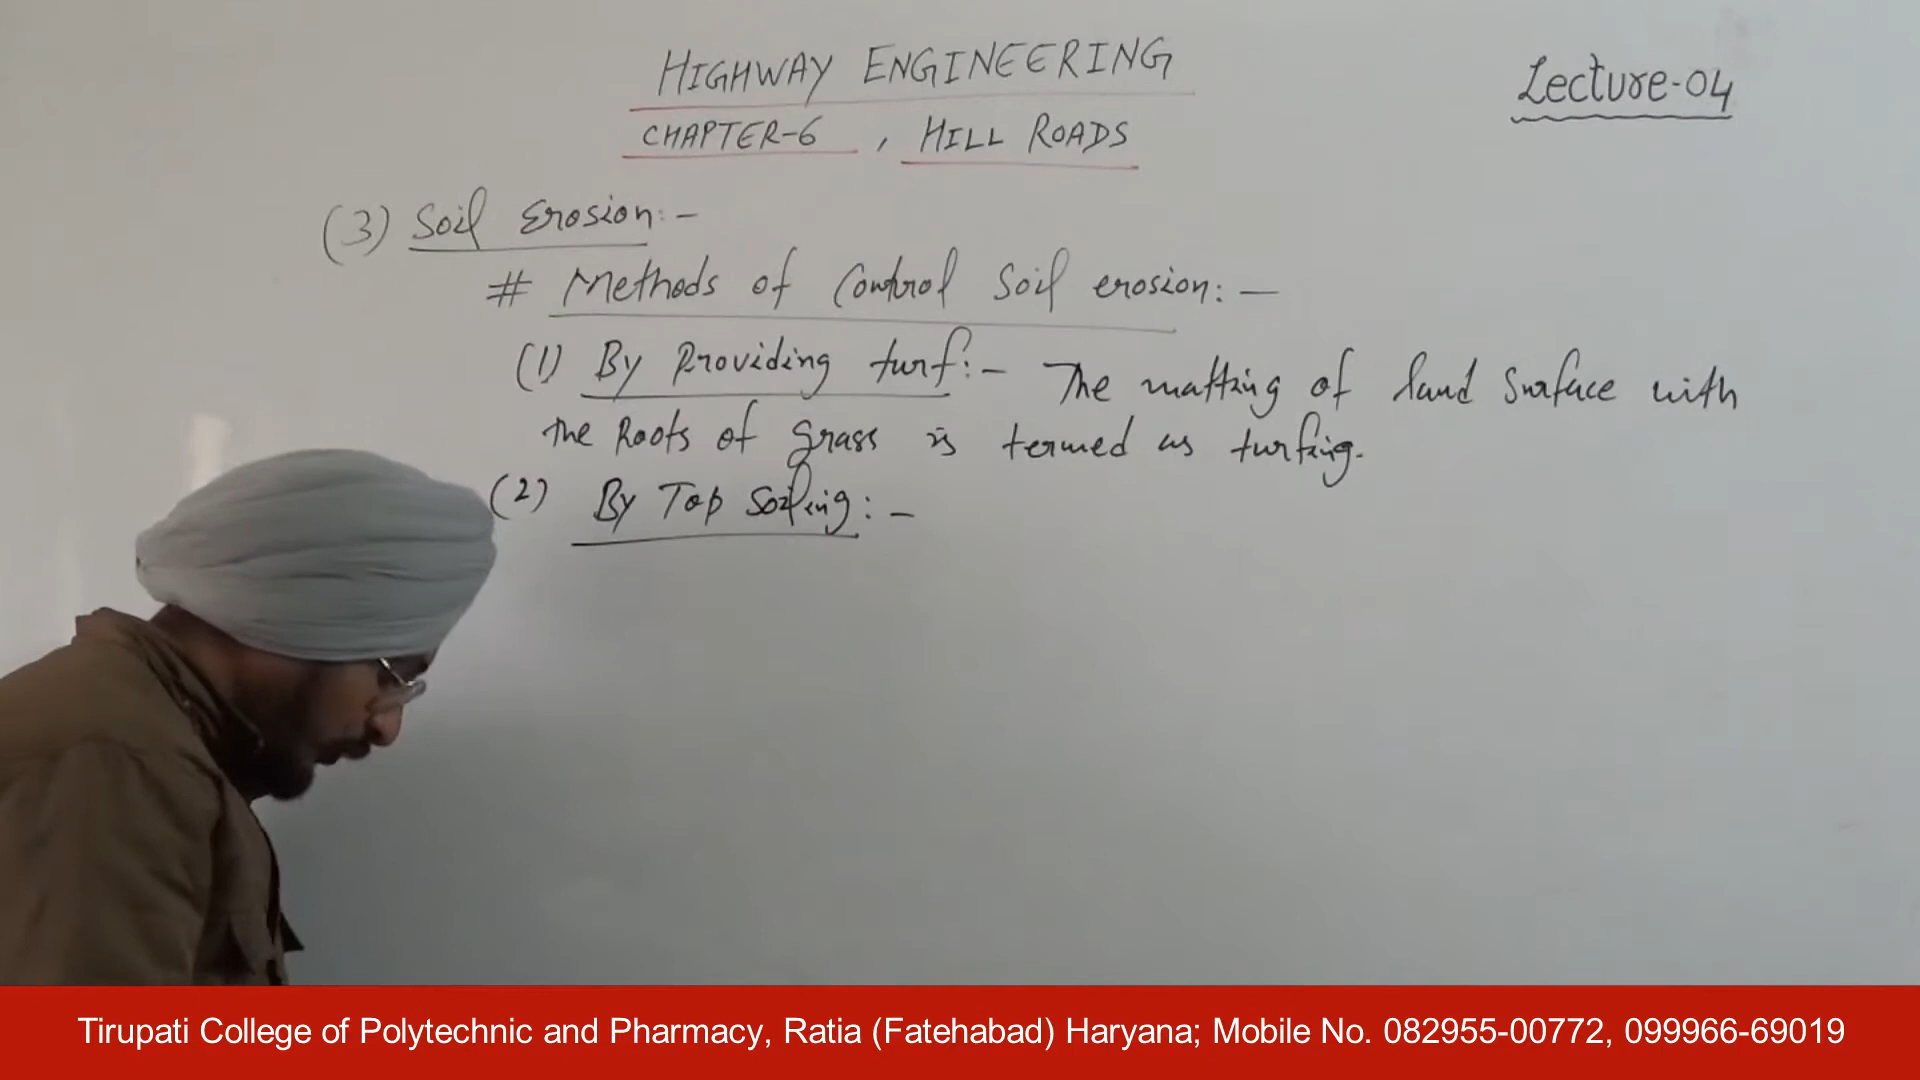 HIGHWAY ENGINEERING
Lecture-04
CHAPTER-6, HILL ROADS
(3) Soil Erosion:-
# Methods of Control Soil erosion:-
(1) By Providing turf:- The matting of land Surface with
the Roots of grass is termed as turfing.
(2) By Top Soiling:-
Tirupati College of Polytechnic and Pharmacy, Ratia (Fatehabad) Haryana; Mobile No. 082955-00772, 099966-69019